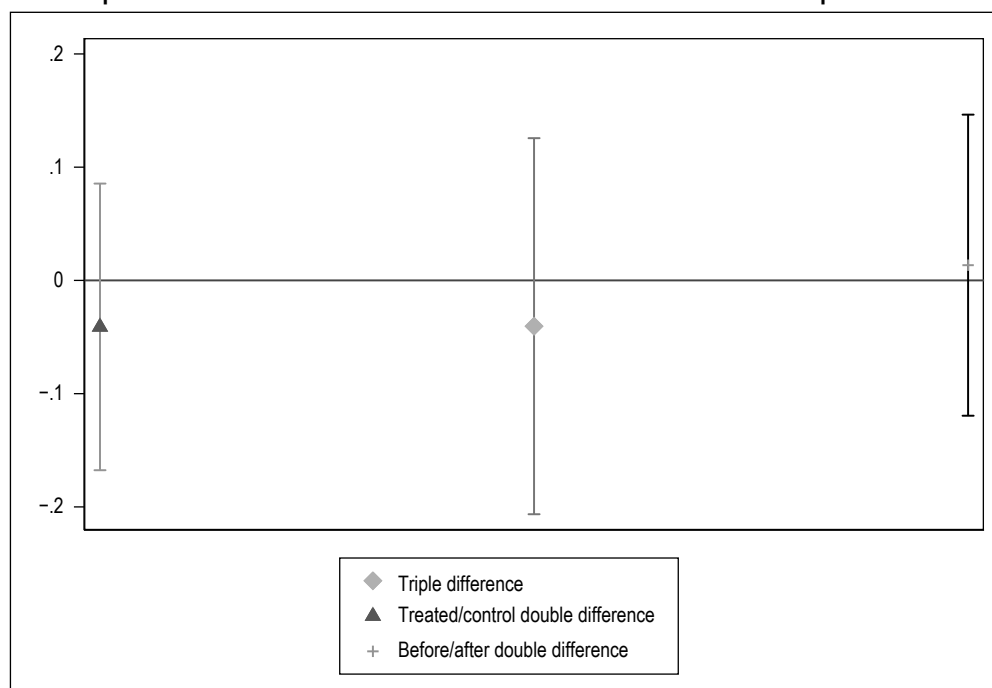 .2
.1
0
−.1
−.2
Triple difference
Treated/control double difference
Before/after double difference